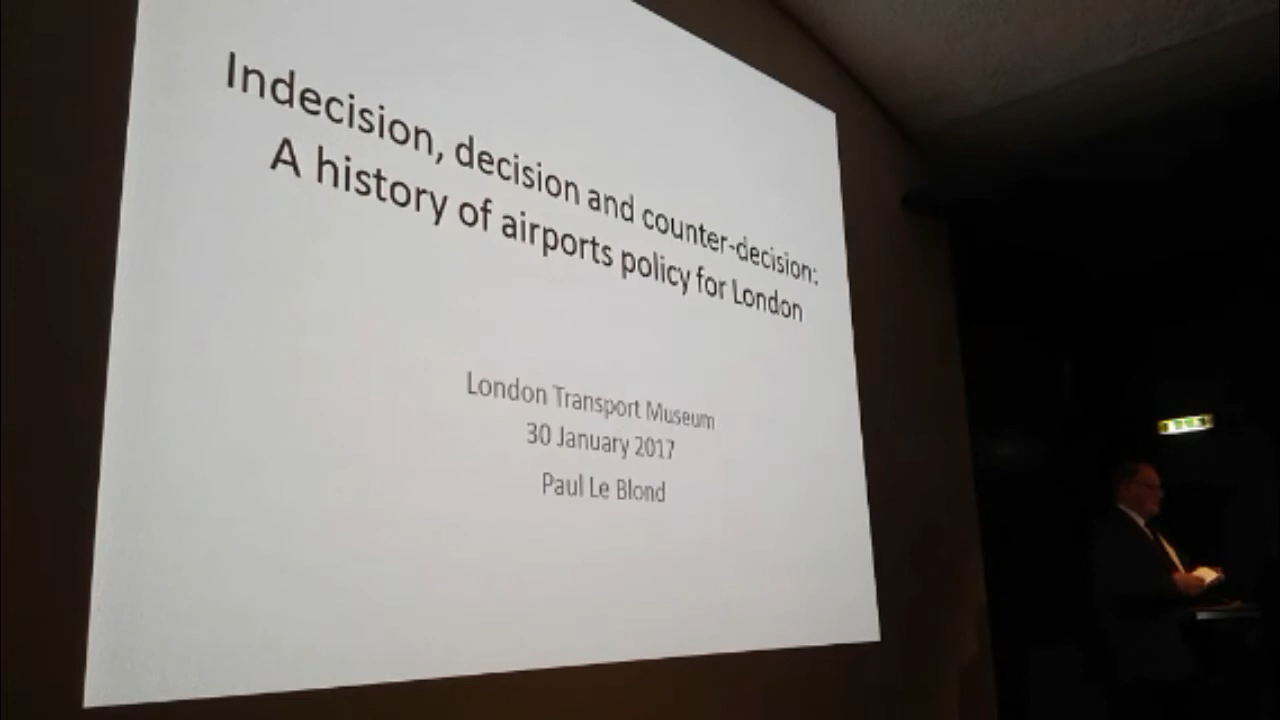 Indecision, decision and counter-decision:
A history of airports policy for London
London Transport Museum
30 January 2017
Paul Le Blond